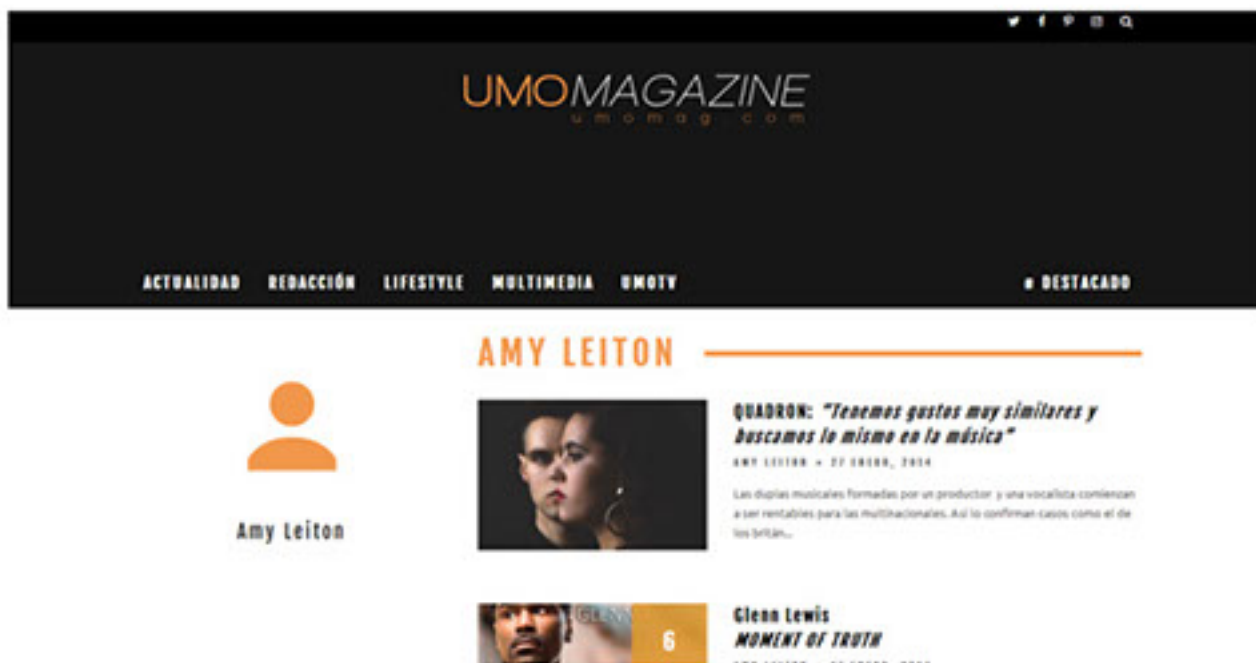 UMOMAGAZINE
umomag.com
ACTUALIDAD REDACCIÓN LIFESTYLE MULTIMEDIA UMOTV DESTACADO
AMY LEITON
QUADRON: "Tenemos gustos muy similares y
buscamos lo mismo en la música"
AMY LEITON • 27 ENERO, 2014
Las duplas musicales formadas por un productor y una vocalista comienzan
a ser rentables para las multinacionales. Así lo confirman casos como el de
los britán...
Amy Leiton
GLENN
6
Glenn Lewis
MOMENT OF TRUTH
AMY LEITON